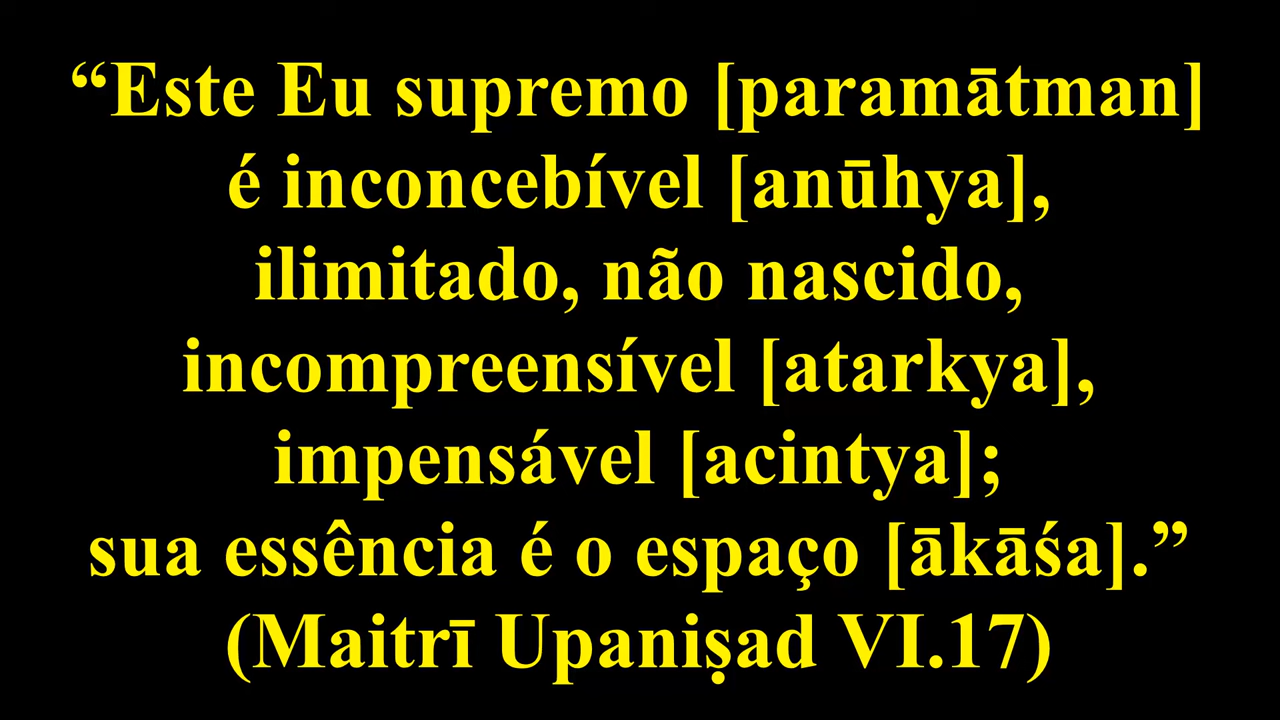 “Este Eu supremo [paramātman]
é inconcebível [anūhya],
ilimitado, não nascido,
incompreensível [atarkya],
impensável [acintya];
sua essência é o espaço [ākāśa].”
(Maitrī Upaniṣad VI.17)